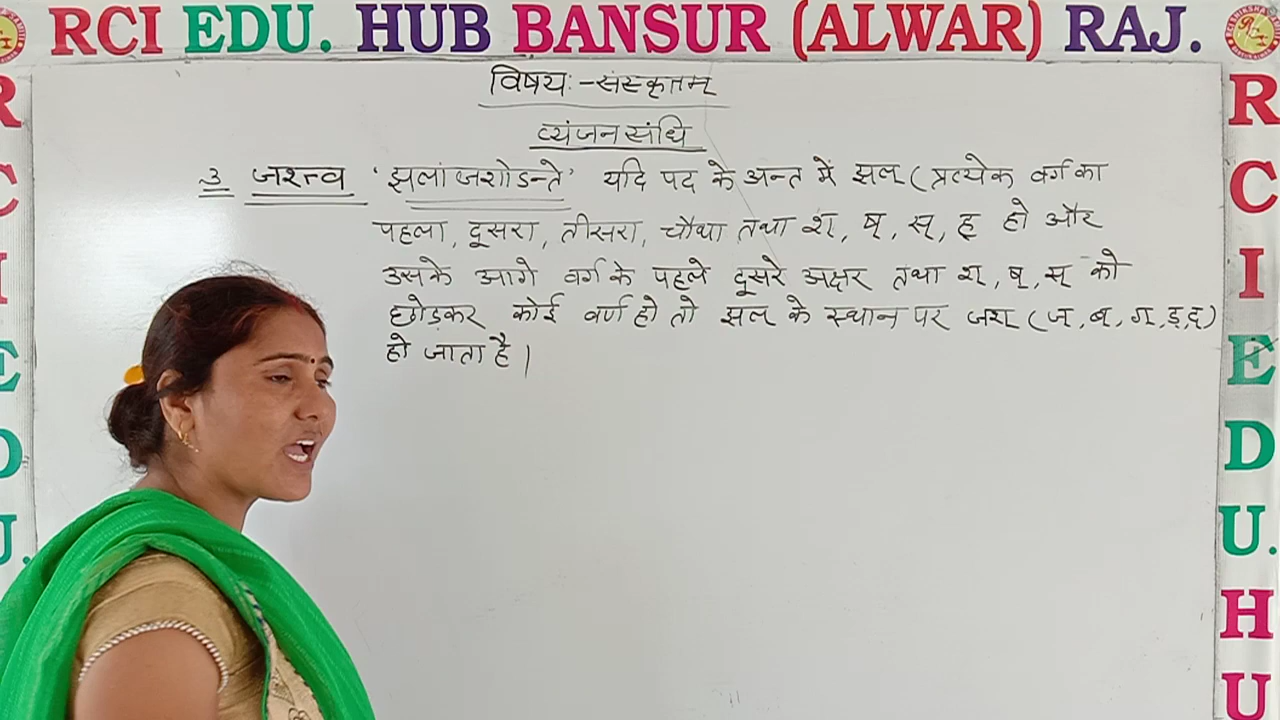 RCI EDU. HUB BANSUR (ALWAR) RAJ.
विषय:-संस्कृतम्
व्यंजन संधि
3 जश्त्व 'झलां जशोऽन्ते' यदि पद के अन्त में झल् (प्रत्येक वर्ग का
पहला, दूसरा, तीसरा, चौथा तथा श्, ष्, स्, ह् हो और
उसके आगे वर्ग के पहले दूसरे अक्षर तथा श्, ष्, स् को
छोड़कर कोई वर्ण हो तो झल् के स्थान पर जश् (ज्, ब्, ग्, ड्, द्)
हो जाता है।
R
C
I
E
D
U.
R
C
I
E
D
U.
H
U